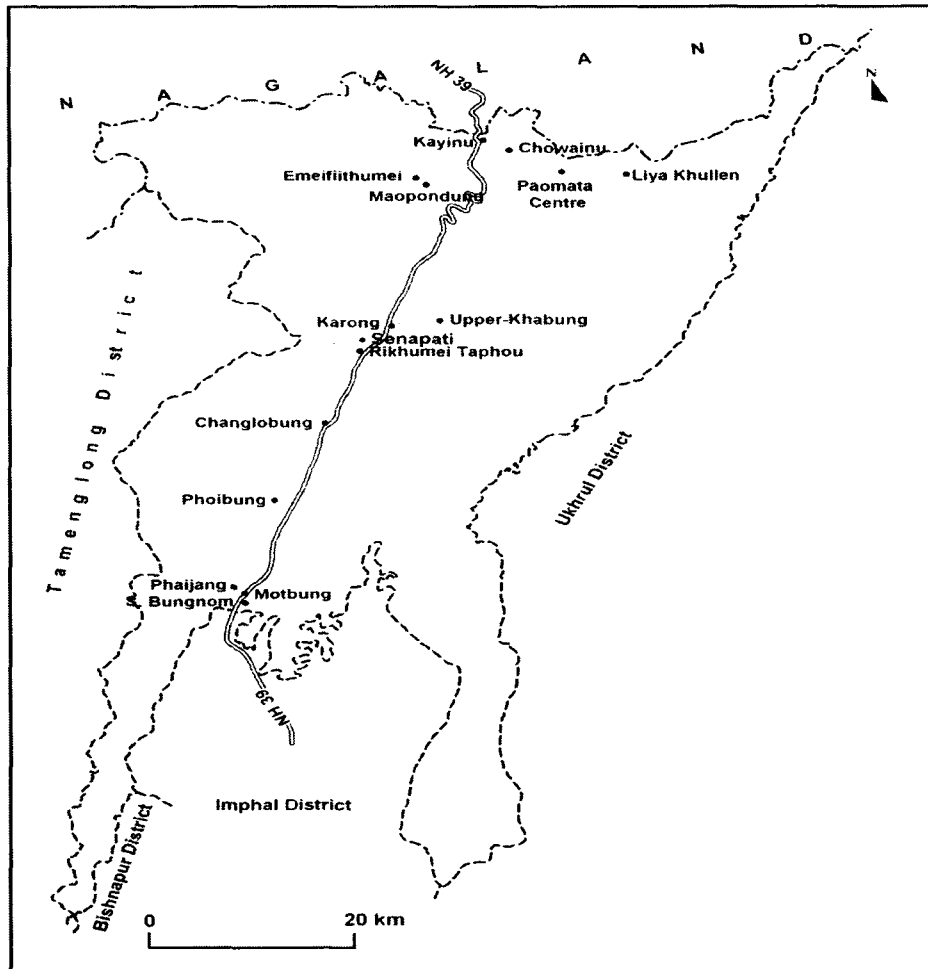 N A G A L A N D
NH 39
N
Kayinu
Chowainu
Emeifiithumei
Maopondung
Paomata
Centre
Liya Khullen
Karong
Upper-Khabung
Senapati
Rikhumei Taphou
Changlobung
Tamenglong District
Ukhrul District
Phoibung
Phaijang
Bungnom
Motbung
NH 39
Imphal District
Bishnapur District
0 20 km